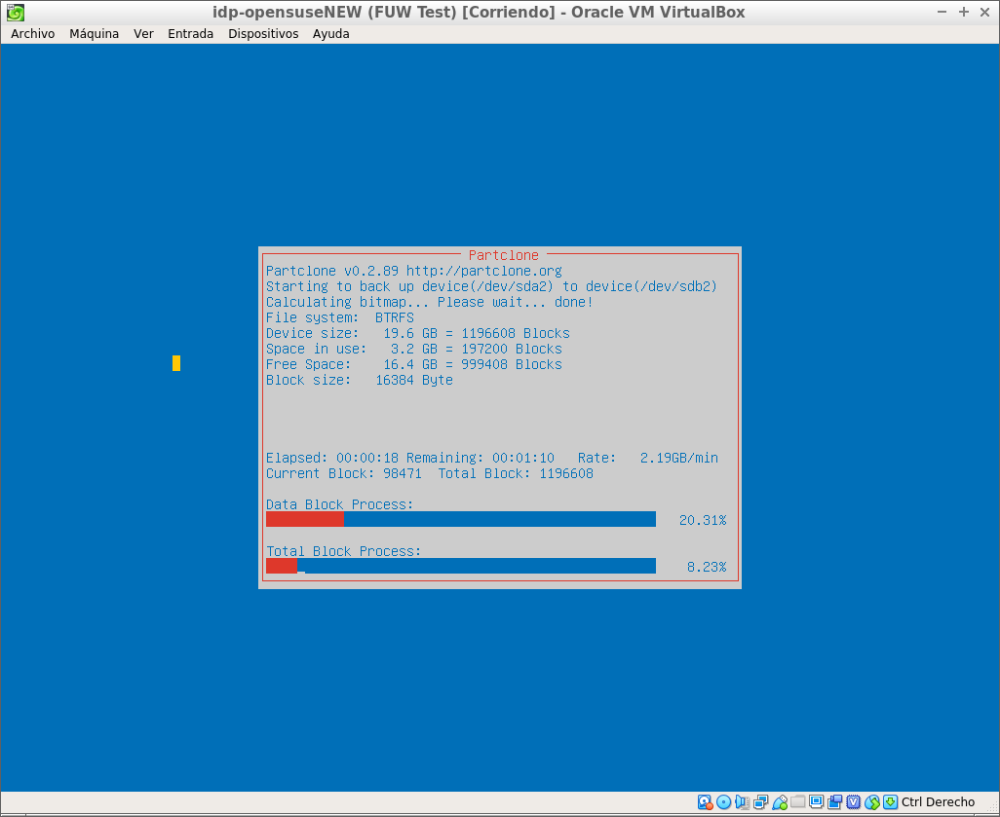 idp-opensuseNEW (FUW Test) [Corriendo] - Oracle VM VirtualBox
Archivo Máquina Ver Entrada Dispositivos Ayuda
Partclone
Partclone v0.2.89 http://partclone.org
Starting to back up device(/dev/sda2) to device(/dev/sdb2)
Calculating bitmap... Please wait... done!
File system: BTRFS
Device size: 19.6 GB = 1196608 Blocks
Space in use: 3.2 GB = 197200 Blocks
Free Space: 16.4 GB = 999408 Blocks
Block size: 16384 Byte
Elapsed: 00:00:18 Remaining: 00:01:10 Rate: 2.19GB/min
Current Block: 98471 Total Block: 1196608
Data Block Process:
20.31%
Total Block Process:
8.23%
Ctrl Derecho